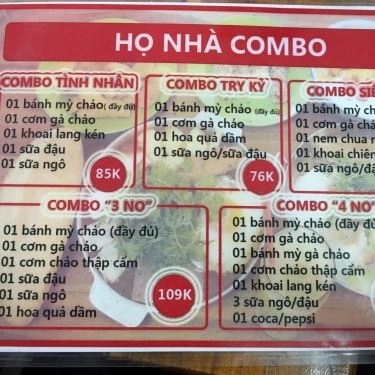 HỌ NHÀ COMBO
COMBO TÌNH NHÂN
01 bánh mỳ chảo( đầy đủ)
01 cơm gà chảo
01 khoai lang kén
01 sữa đậu
01 sữa ngô
85K
COMBO TRY KỶ
01 bánh mỳ chảo (đầy đủ)
01 cơm gà chảo
01 hoa quả dầm
01 sữa ngô/sữa đậu
76K
COMBO
01 bánh mỳ
01 cơm gà
01 nem chua
01 khoai chiên
01 sữa ngô/
COMBO "3 NO"
01 bánh mỳ chảo (đầy đủ)
01 cơm gà chảo
01 cơm chảo thập cẩm
01 sữa đậu
01 sữa ngô
01 hoa quả dầm
109K
COMBO "4 NO"
01 bánh mỳ chảo (đầy đủ)
01 cơm gà chảo
01 bánh mỳ gà chảo
01 cơm chảo thập cẩm
01 khoai lang kén
3 sữa ngô/đậu
01 coca/pepsi